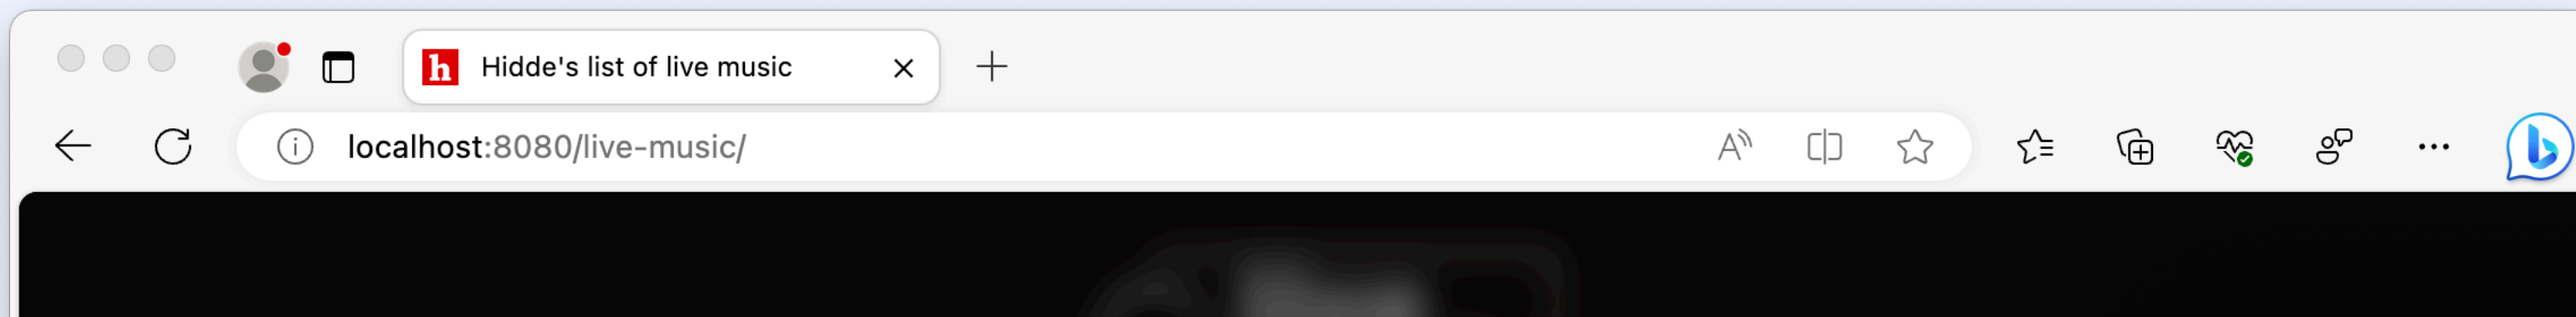 h Hidde's list of live music
localhost:8080/live-music/